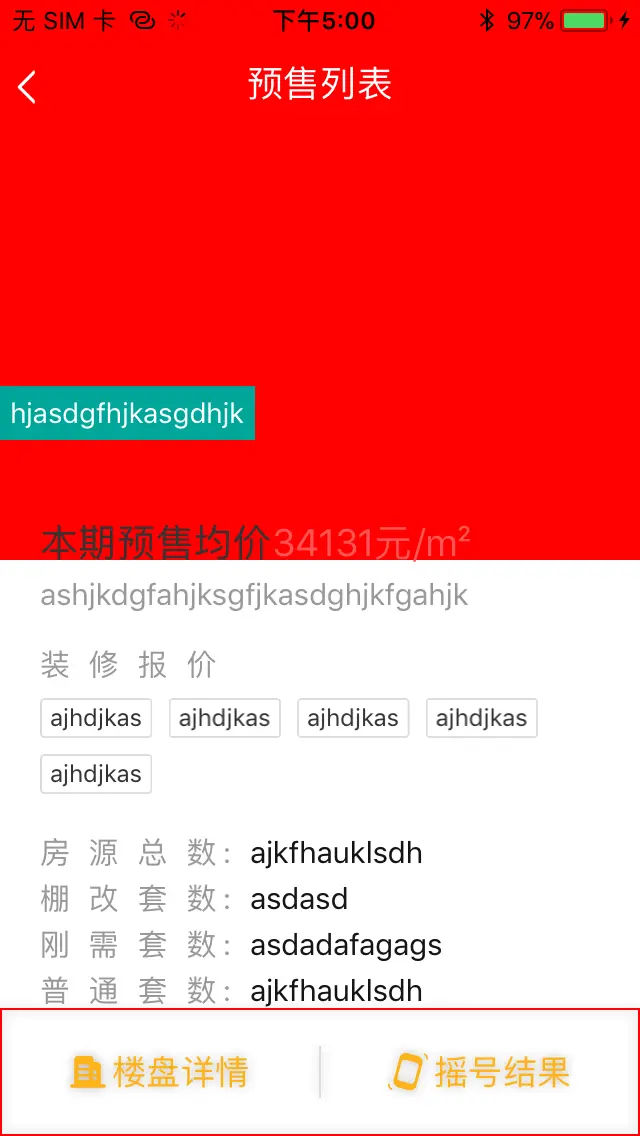 无 SIM 卡 下午5:00 97%
预售列表
hjasdgfhjkasgdhjk
本期预售均价34131元/m²
ashjkdgfahjksgfjkasdghjkfgahjk
装修报价
ajhdjkas ajhdjkas ajhdjkas ajhdjkas
ajhdjkas
房源总数: ajkfhauklsdh
棚改套数: asdasd
刚需套数: asdadafagags
普通套数: ajkfhauklsdh
楼盘详情 摇号结果